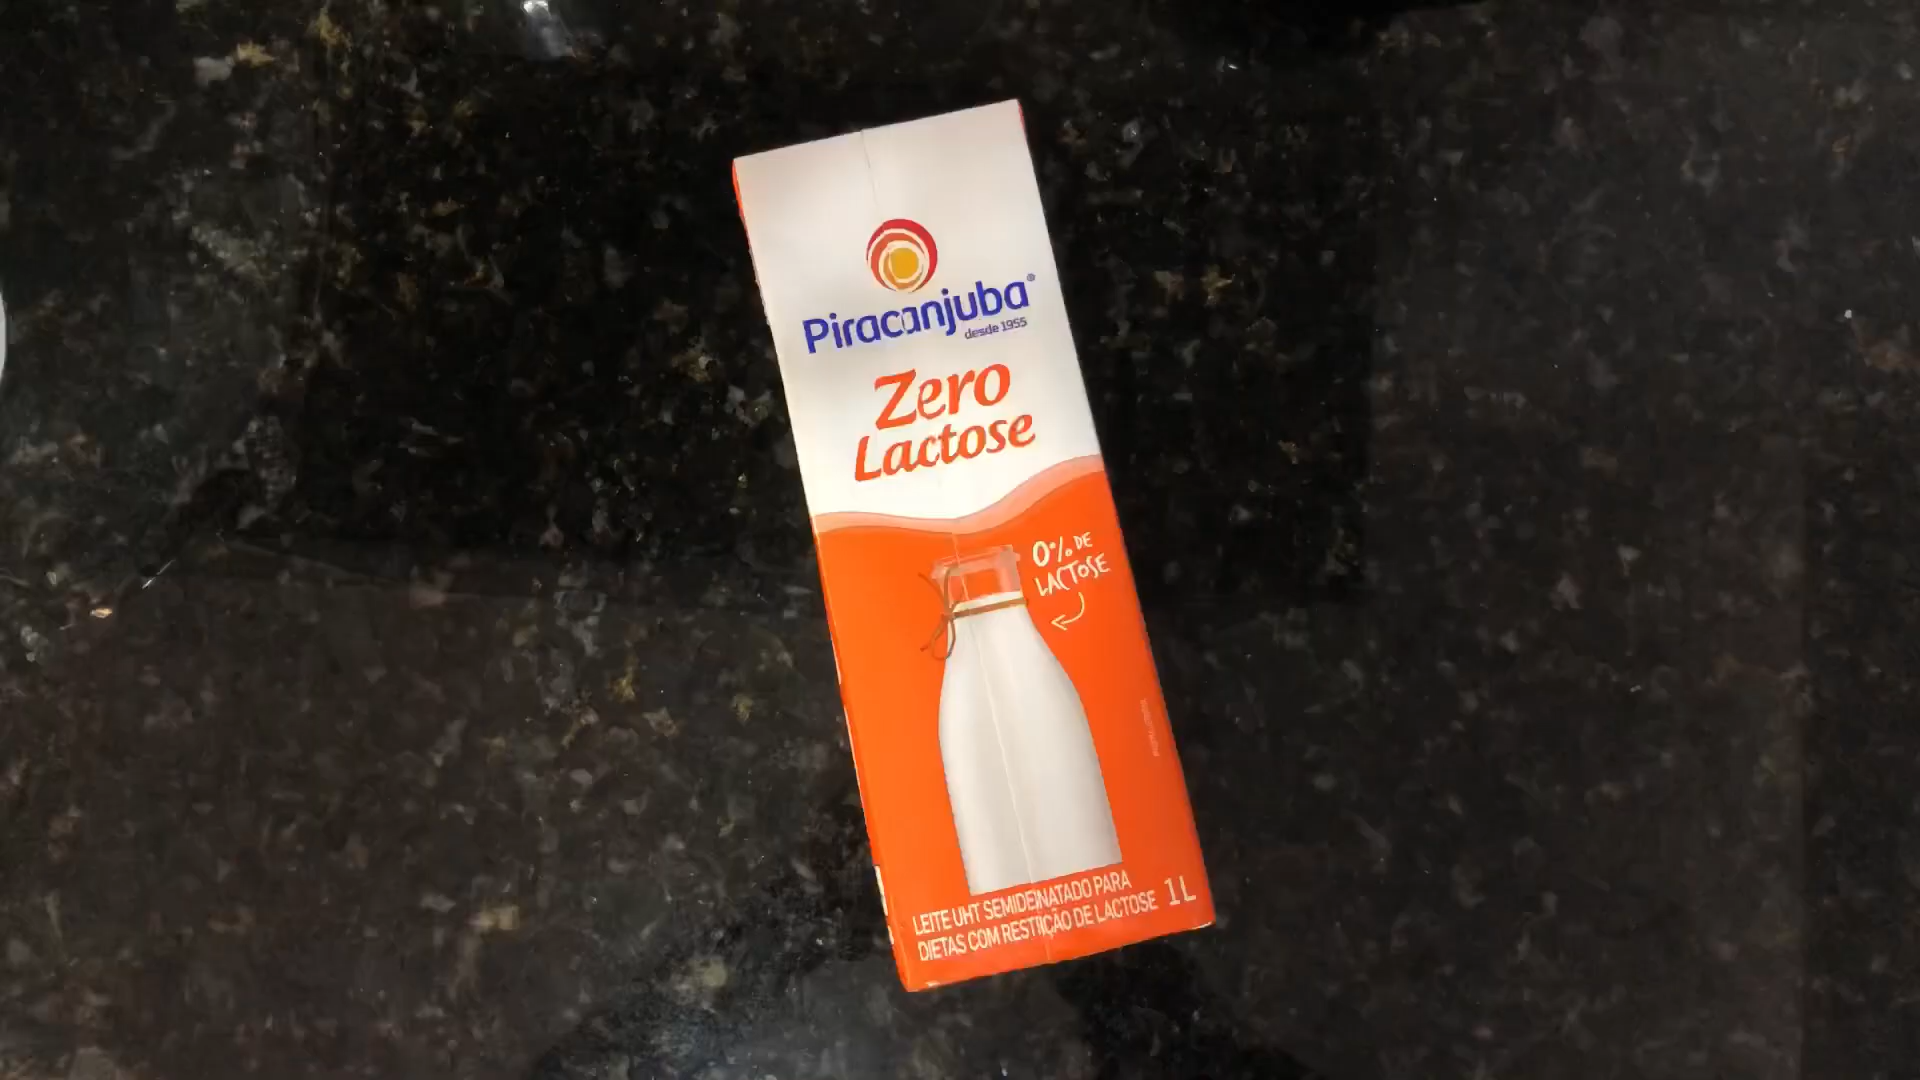 Piracanjuba®
desde 1955
Zero
Lactose
0% DE
LACTOSE
LEITE UHT SEMIDESNATADO PARA
DIETAS COM RESTRIÇÃO DE LACTOSE 1L